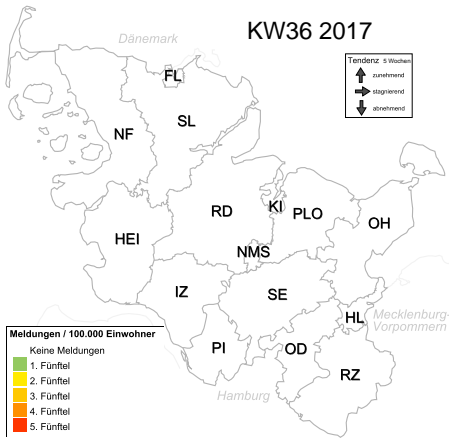 KW36 2017
Dänemark
Tendenz 5 Wochen
zunehmend
stagnierend
abnehmend
FL
SL
NF
KI
RD
PLO
OH
HEI
NMS
IZ
SE
HL
Mecklenburg-
Vorpommern
PI
OD
RZ
Hamburg
Meldungen / 100.000 Einwohner
Keine Meldungen
1. Fünftel
2. Fünftel
3. Fünftel
4. Fünftel
5. Fünftel